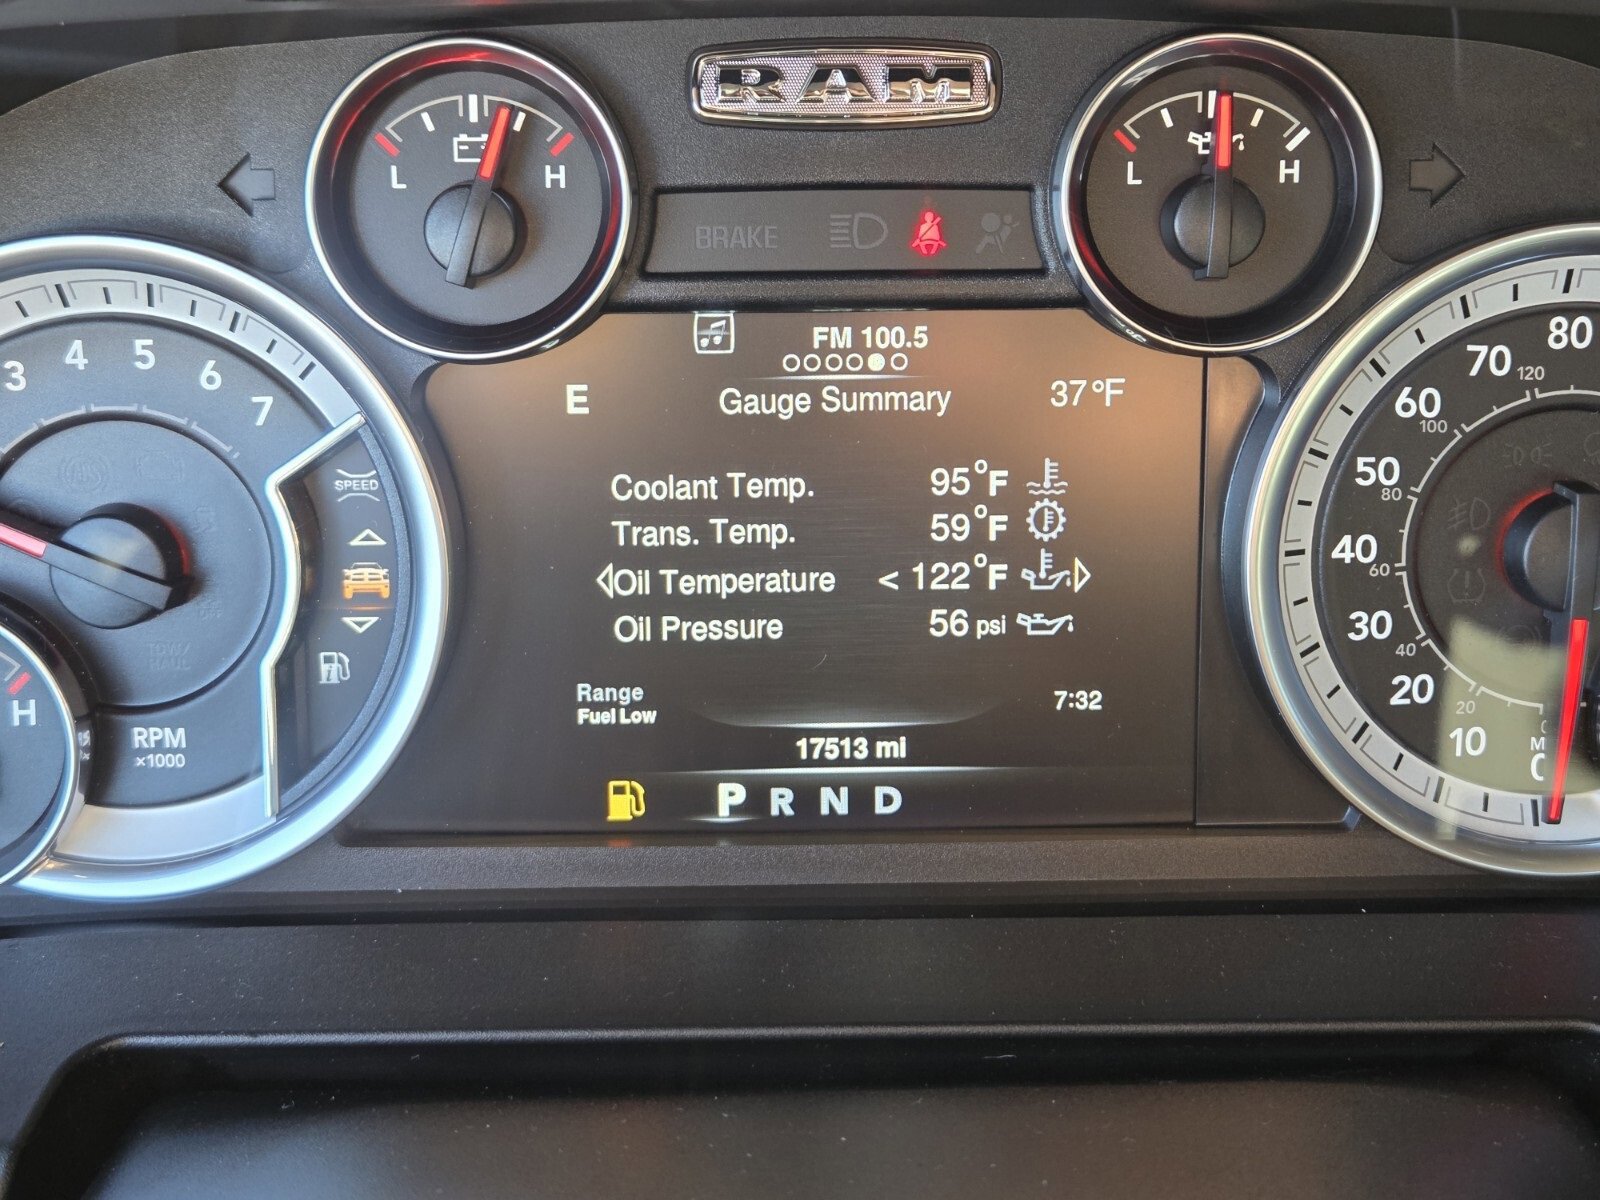 RAM
L H
L H
BRAKE
FM 100.5
E Gauge Summary 37°F
Coolant Temp. 95°F
Trans. Temp. 59°F
Oil Temperature < 122°F
Oil Pressure 56 psi
Range
Fuel Low
7:32
17513 mi
P R N D
3 4 5 6 7
SPEED
TOW/
HAUL
RPM
x1000
H
80
70
60
50
40
30
20
10
120
100
80
60
40
20